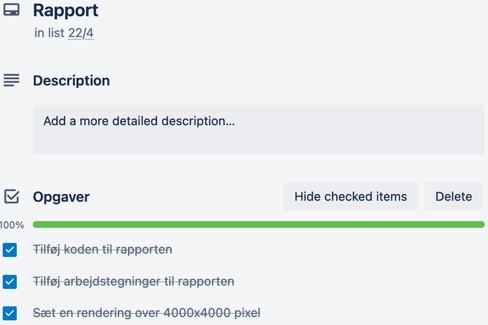 Rapport
in list 22/4
Description
Add a more detailed description...
Opgaver Hide checked items Delete
100%
Tilføj koden til rapporten
Tilføj arbejdstegninger til rapporten
Sæt en rendering over 4000x4000 pixel